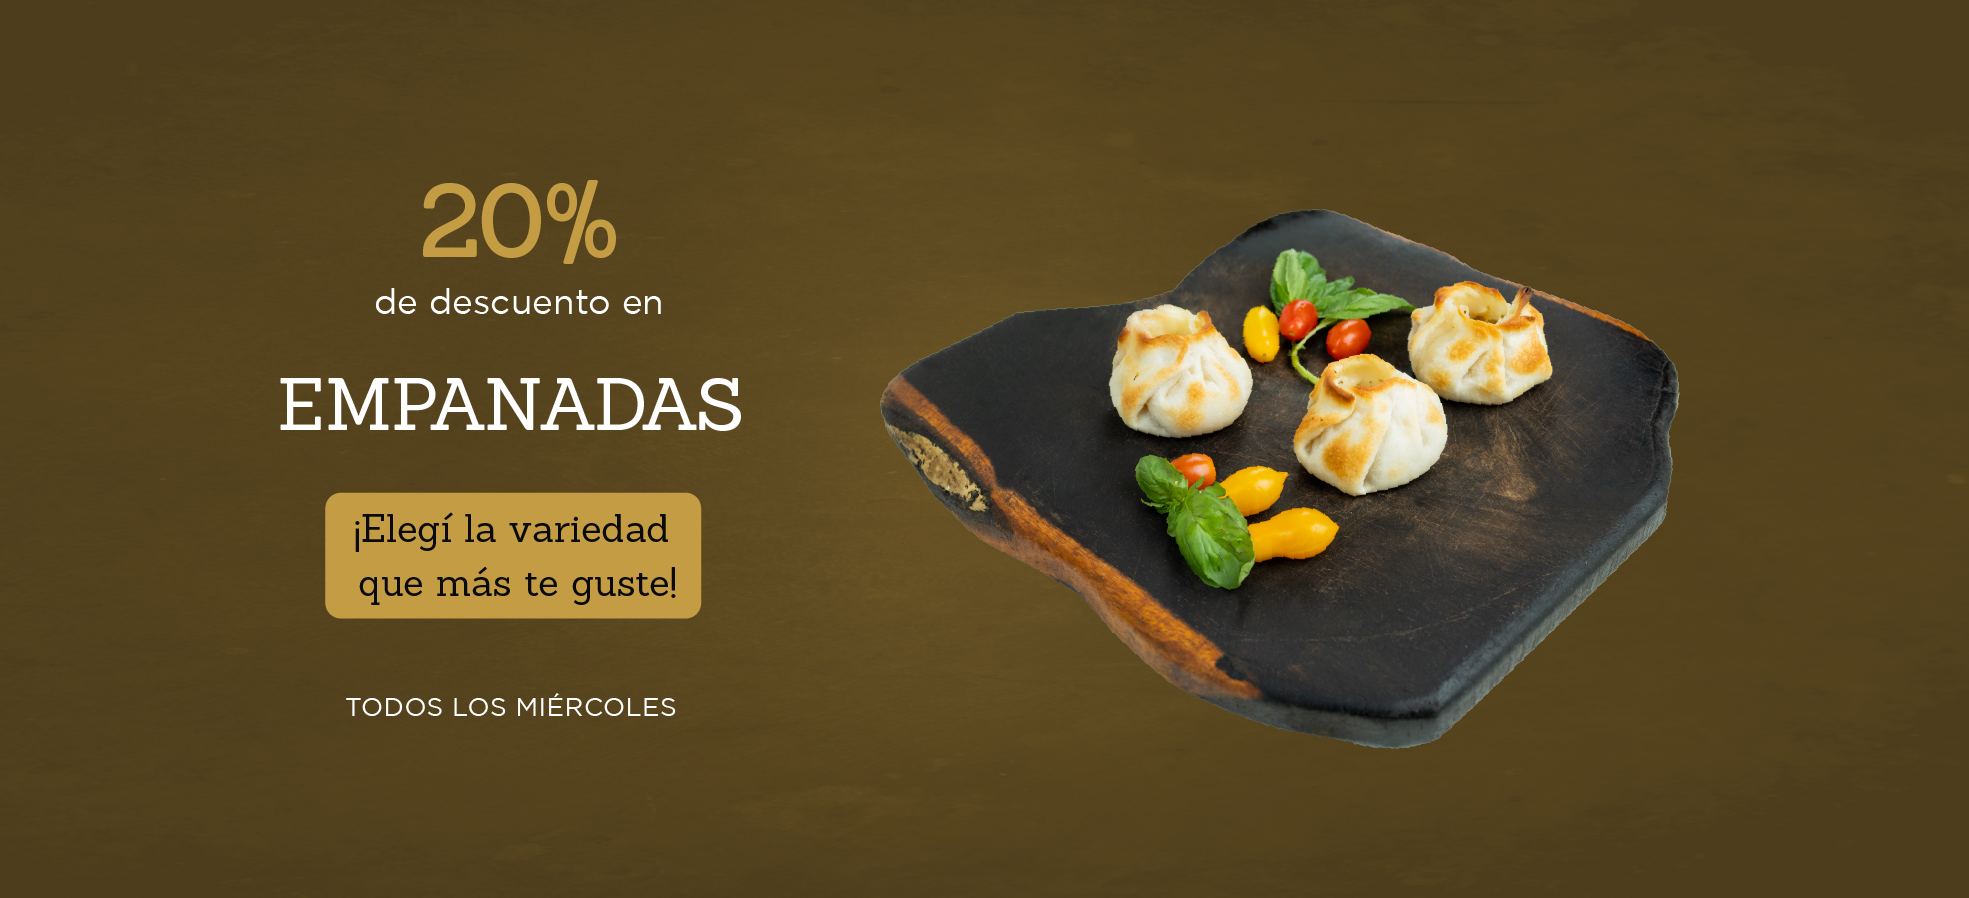 20%
de descuento en
EMPANADAS
¡Elegí la variedad
que más te guste!
TODOS LOS MIÉRCOLES